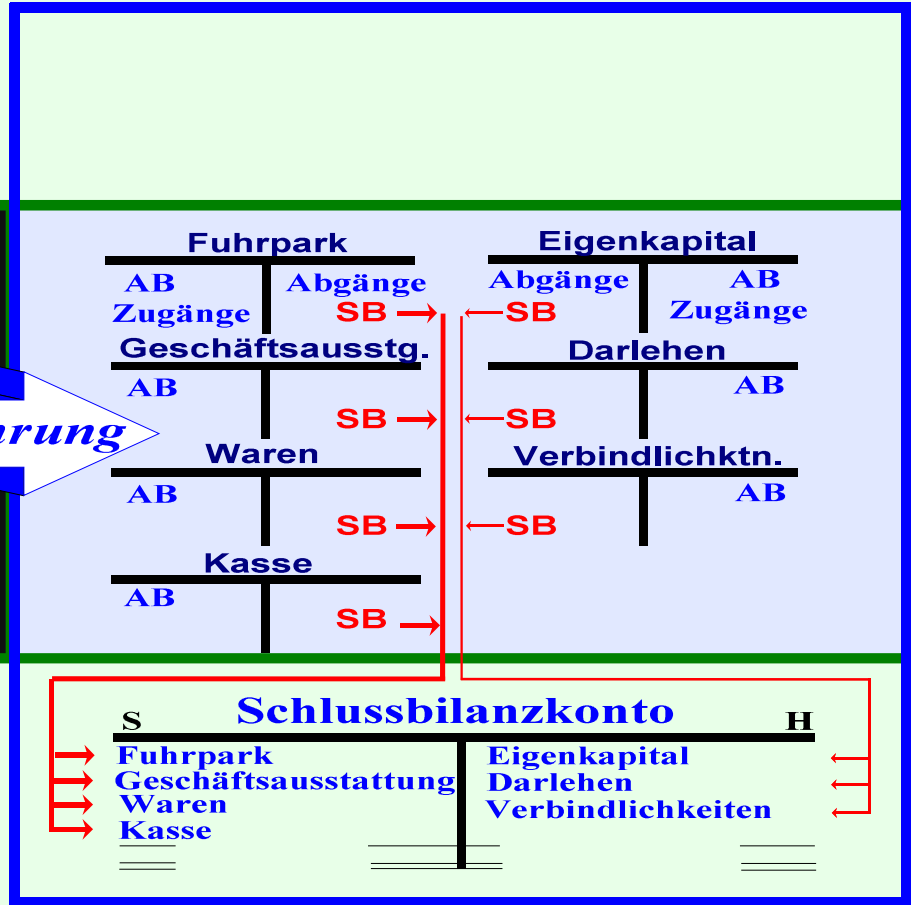 Fuhrpark
AB Abgänge
Zugänge SB
Eigenkapital
Abgänge AB
SB Zugänge
Geschäftsausstg.
AB
SB
Darlehen
AB
SB
Waren
AB
SB
Verbindlichktn.
AB
SB
Kasse
AB
SB
S Schlussbilanzkonto H
Fuhrpark
Geschäftsausstattung
Waren
Kasse
Eigenkapital
Darlehen
Verbindlichkeiten